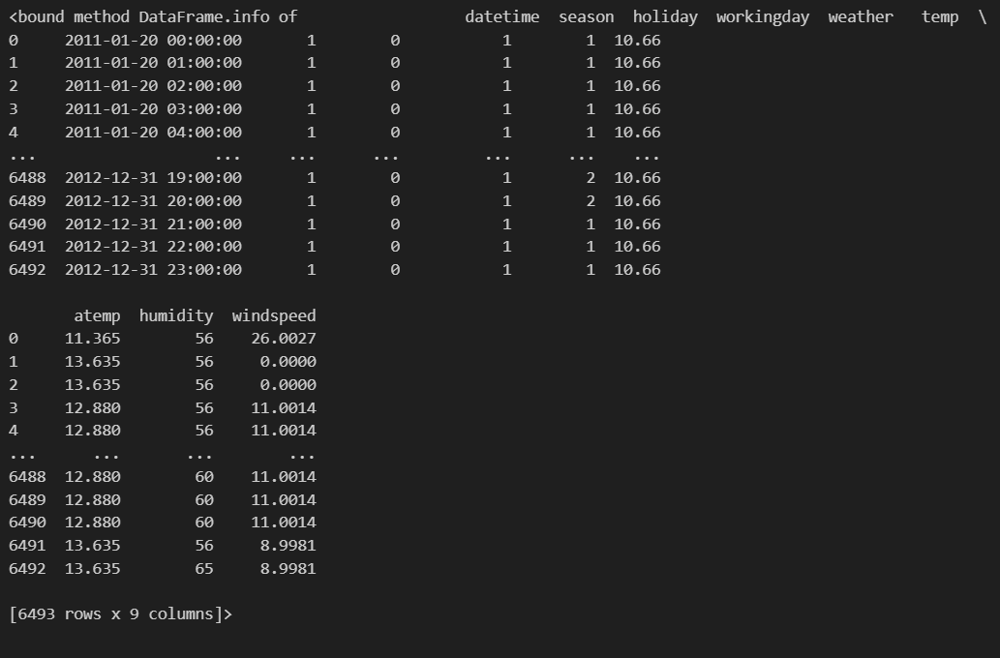 <bound method DataFrame.info of                  datetime  season  holiday  workingday  weather   temp  \
0     2011-01-20 00:00:00       1        0           1        1  10.66
1     2011-01-20 01:00:00       1        0           1        1  10.66
2     2011-01-20 02:00:00       1        0           1        1  10.66
3     2011-01-20 03:00:00       1        0           1        1  10.66
4     2011-01-20 04:00:00       1        0           1        1  10.66
...                   ...     ...      ...         ...      ...    ...
6488  2012-12-31 19:00:00       1        0           1        2  10.66
6489  2012-12-31 20:00:00       1        0           1        2  10.66
6490  2012-12-31 21:00:00       1        0           1        1  10.66
6491  2012-12-31 22:00:00       1        0           1        1  10.66
6492  2012-12-31 23:00:00       1        0           1        1  10.66

       atemp  humidity  windspeed
0     11.365        56    26.0027
1     13.635        56     0.0000
2     13.635        56     0.0000
3     12.880        56    11.0014
4     12.880        56    11.0014
...      ...       ...        ...
6488  12.880        60    11.0014
6489  12.880        60    11.0014
6490  12.880        60    11.0014
6491  13.635        56     8.9981
6492  13.635        65     8.9981

[6493 rows x 9 columns]>